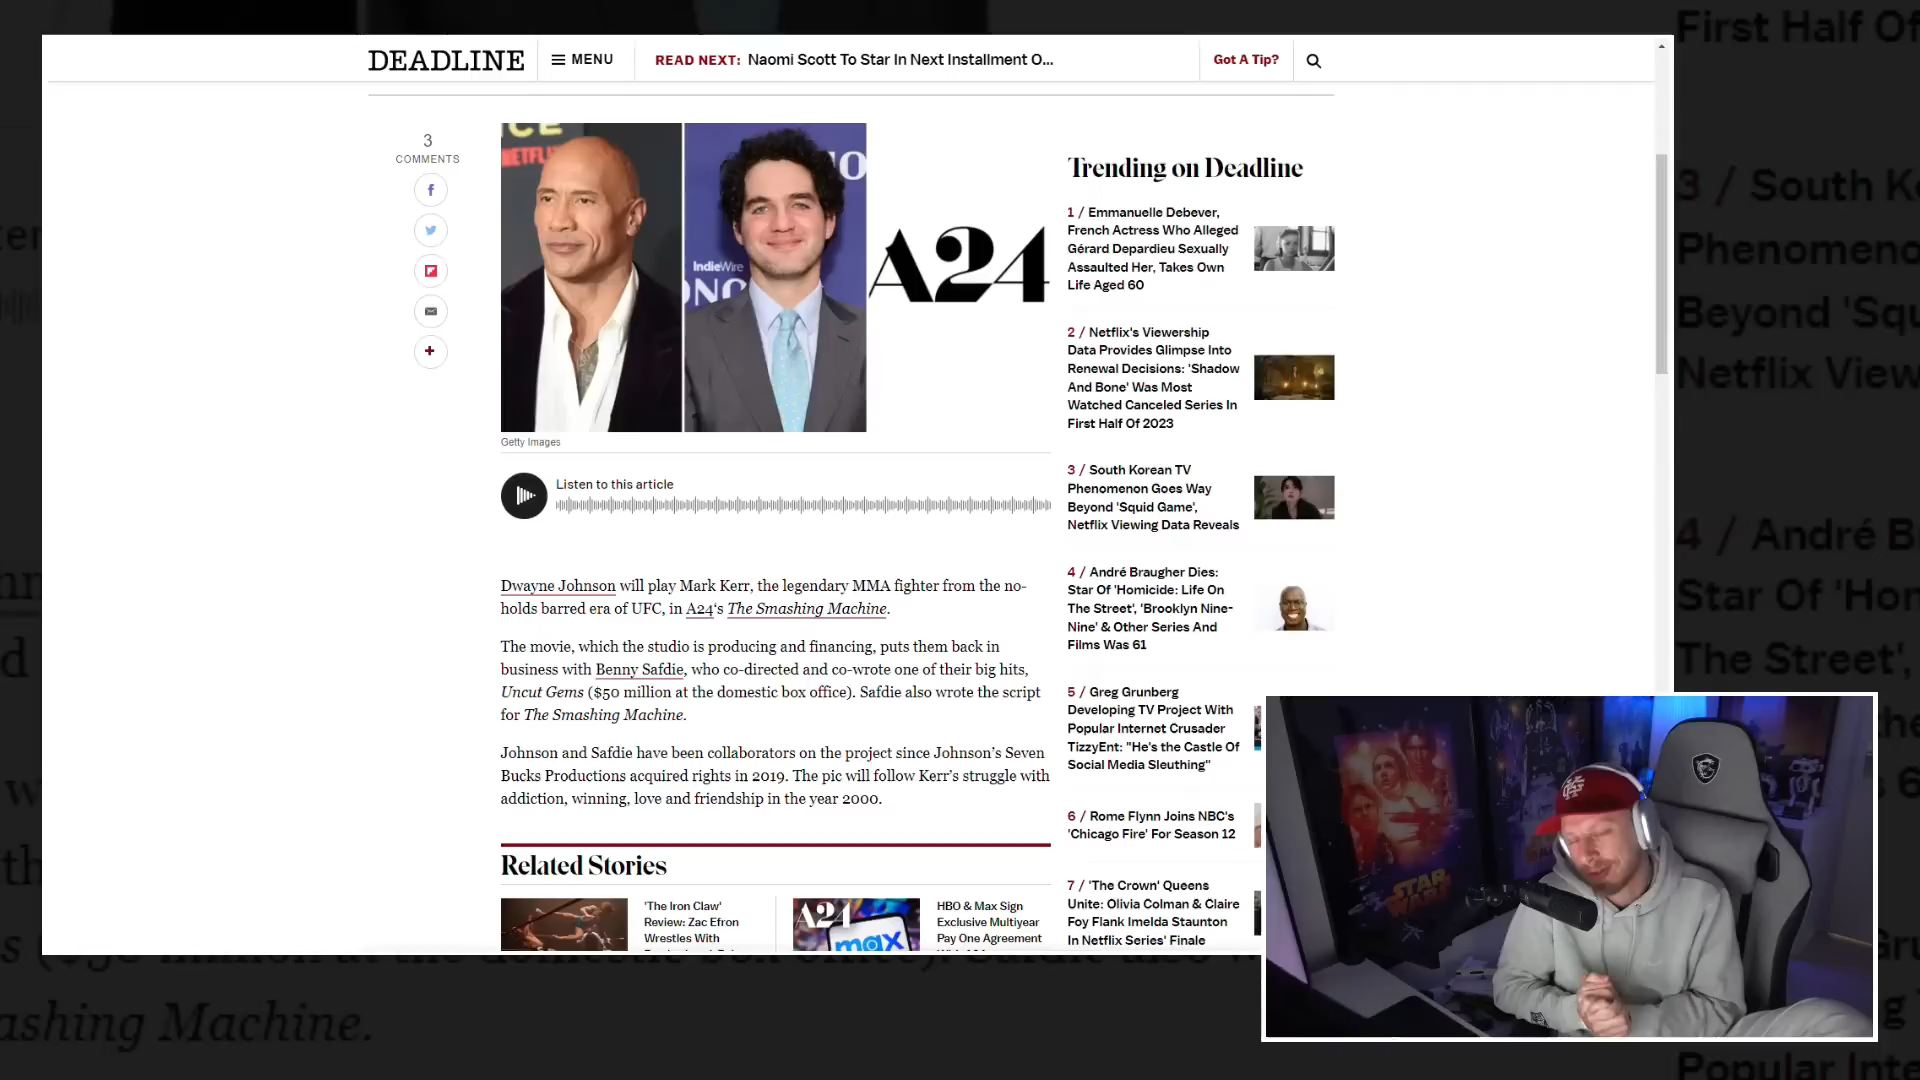 DEADLINE
MENU
READ NEXT: Naomi Scott To Star In Next Installment O...
Got A Tip?
3
COMMENTS
ICE
NETFLI
IndieWire
ONO
A24
Getty Images
Listen to this article
Dwayne Johnson will play Mark Kerr, the legendary MMA fighter from the no-
holds barred era of UFC, in A24‘s The Smashing Machine.
The movie, which the studio is producing and financing, puts them back in
business with Benny Safdie, who co-directed and co-wrote one of their big hits,
Uncut Gems ($50 million at the domestic box office). Safdie also wrote the script
for The Smashing Machine.
Johnson and Safdie have been collaborators on the project since Johnson’s Seven
Bucks Productions acquired rights in 2019. The pic will follow Kerr’s struggle with
addiction, winning, love and friendship in the year 2000.
Related Stories
'The Iron Claw'
Review: Zac Efron
Wrestles With
A24
max
HBO & Max Sign
Exclusive Multiyear
Pay One Agreement
Trending on Deadline
1 / Emmanuelle Debever,
French Actress Who Alleged
Gérard Depardieu Sexually
Assaulted Her, Takes Own
Life Aged 60
2 / Netflix's Viewership
Data Provides Glimpse Into
Renewal Decisions: 'Shadow
And Bone' Was Most
Watched Canceled Series In
First Half Of 2023
3 / South Korean TV
Phenomenon Goes Way
Beyond 'Squid Game',
Netflix Viewing Data Reveals
4 / André Braugher Dies:
Star Of 'Homicide: Life On
The Street', 'Brooklyn Nine-
Nine' & Other Series And
Films Was 61
5 / Greg Grunberg
Developing TV Project With
Popular Internet Crusader
TizzyEnt: "He's the Castle Of
Social Media Sleuthing"
6 / Rome Flynn Joins NBC's
'Chicago Fire' For Season 12
7 / 'The Crown' Queens
Unite: Olivia Colman & Claire
Foy Flank Imelda Staunton
In Netflix Series' Finale
STAR
WARS
First Half Of
3 / South Ko
Phenomeno
Beyond 'Squ
Netflix View
4 / André B
Star Of 'Hom
The Street',
Popular Inte
ashing Machine.